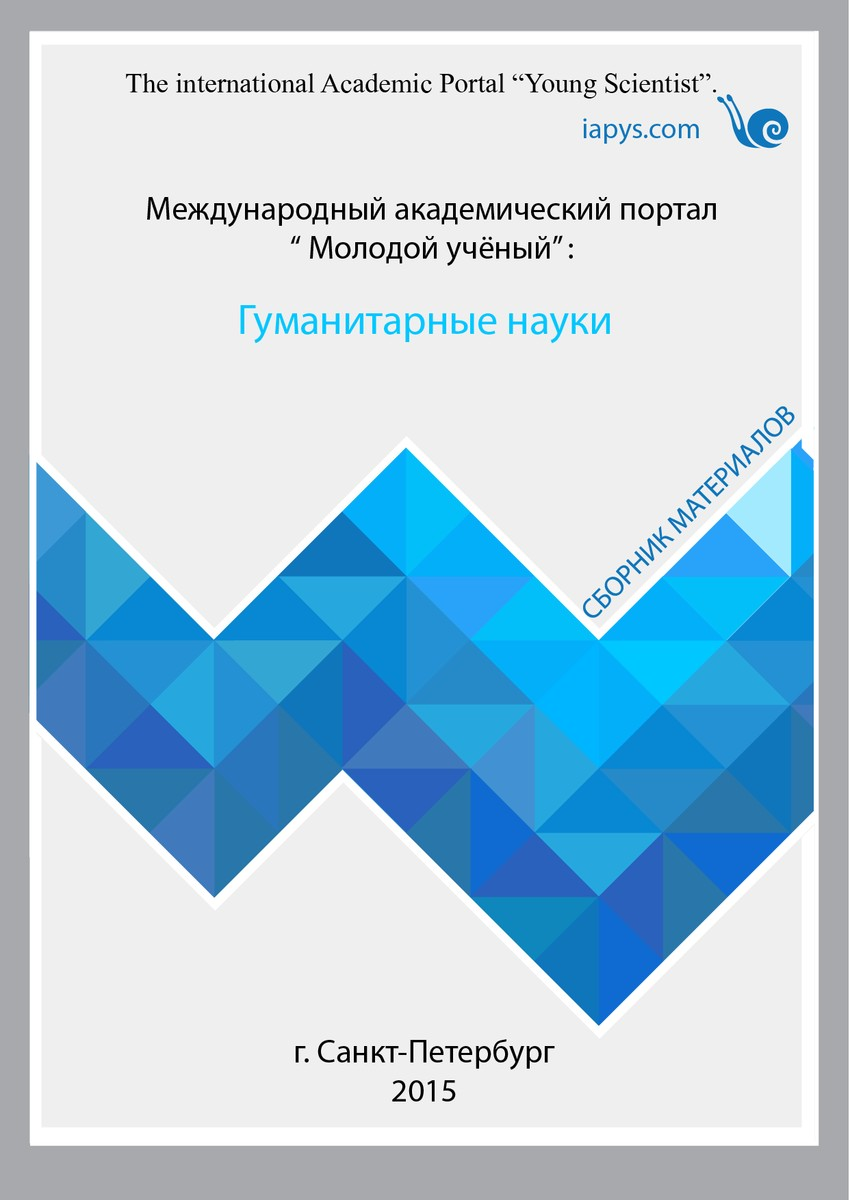 The international Academic Portal “Young Scientist”.
iapys.com
Международный академический портал
“ Молодой учёный” :
Гуманитарные науки
СБОРНИК МАТЕРИАЛОВ
г. Санкт-Петербург
2015